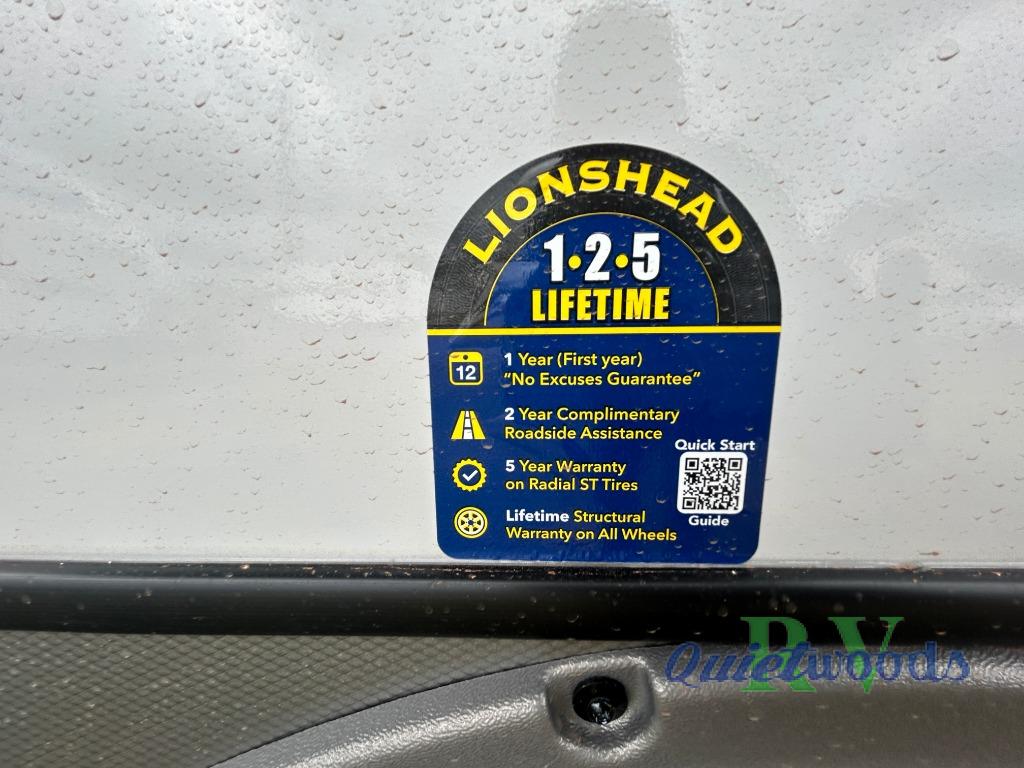 LIONSHEAD
1•2•5
LIFETIME
12
1 Year (First year)
"No Excuses Guarantee"
2 Year Complimentary
Roadside Assistance
5 Year Warranty
on Radial ST Tires
Lifetime Structural
Warranty on All Wheels
Quick Start
Guide
RV
Quietwoods